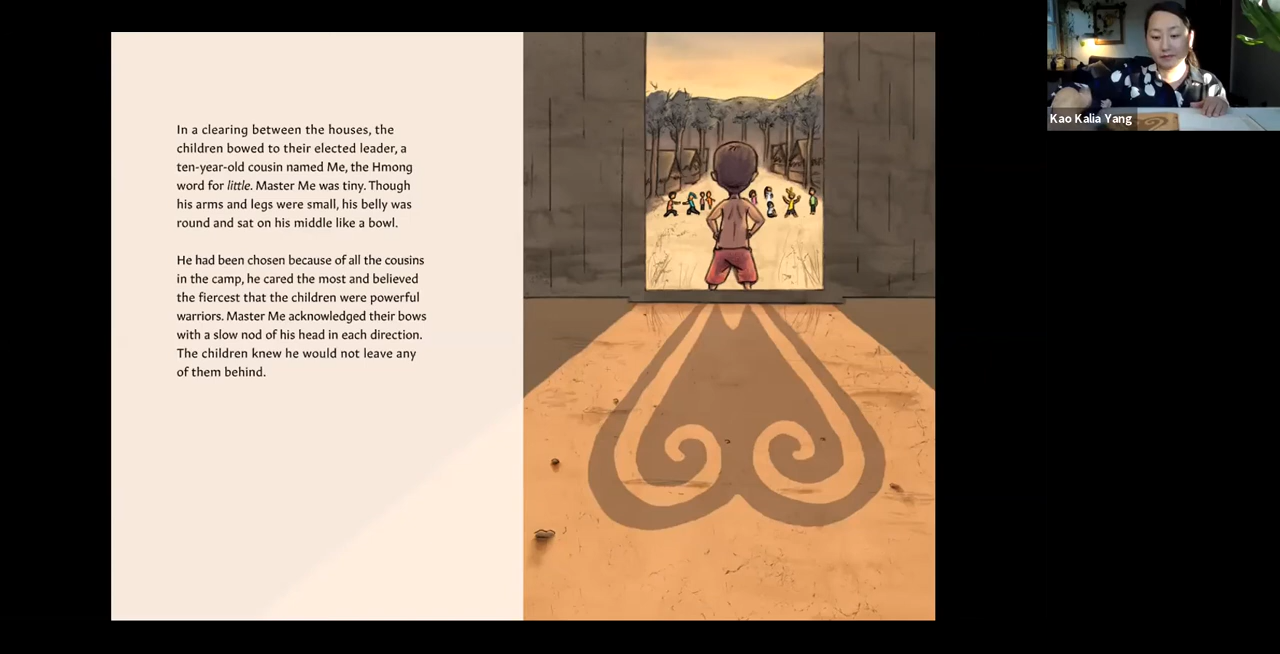 In a clearing between the houses, the
children bowed to their elected leader, a
ten-year-old cousin named Me, the Hmong
word for little. Master Me was tiny. Though
his arms and legs were small, his belly was
round and sat on his middle like a bowl.
He had been chosen because of all the cousins
in the camp, he cared the most and believed
the fiercest that the children were powerful
warriors. Master Me acknowledged their bows
with a slow nod of his head in each direction.
The children knew he would not leave any
of them behind.
Kao Kalia Yang